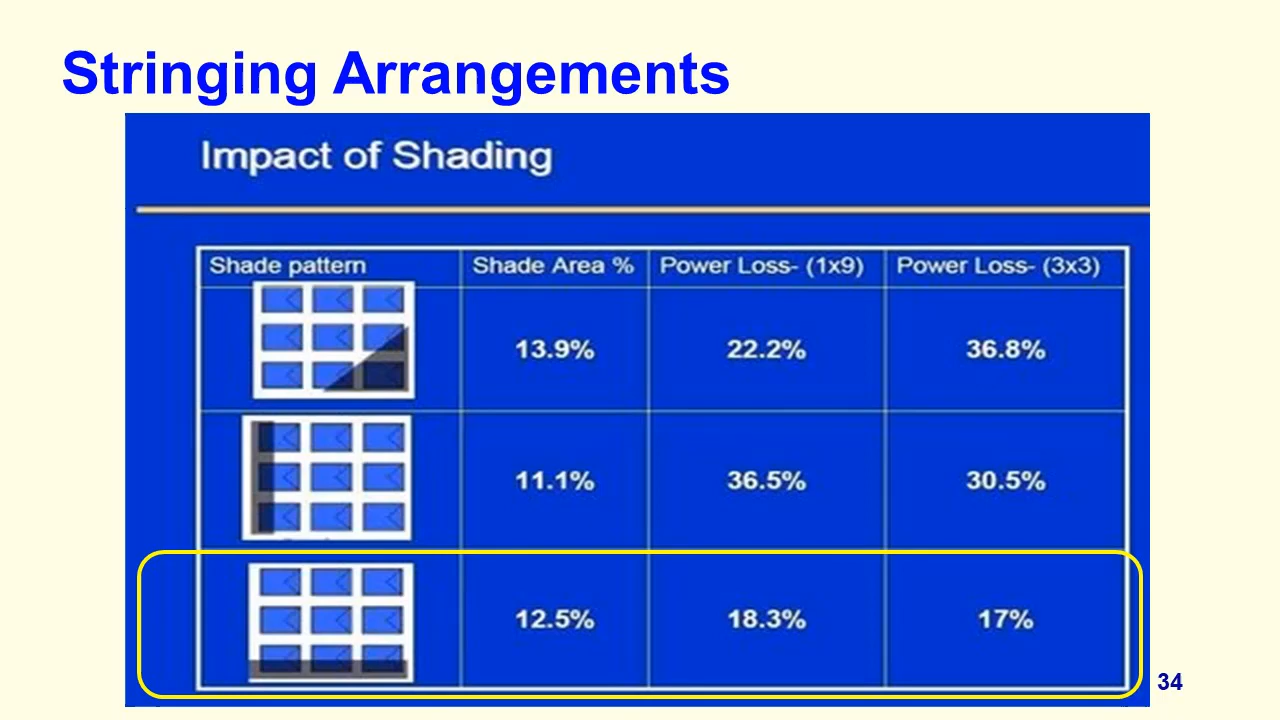 Stringing Arrangements
Impact of Shading
Shade pattern Shade Area % Power Loss- (1x9) Power Loss- (3x3)
13.9% 22.2% 36.8%
11.1% 36.5% 30.5%
12.5% 18.3% 17%
34